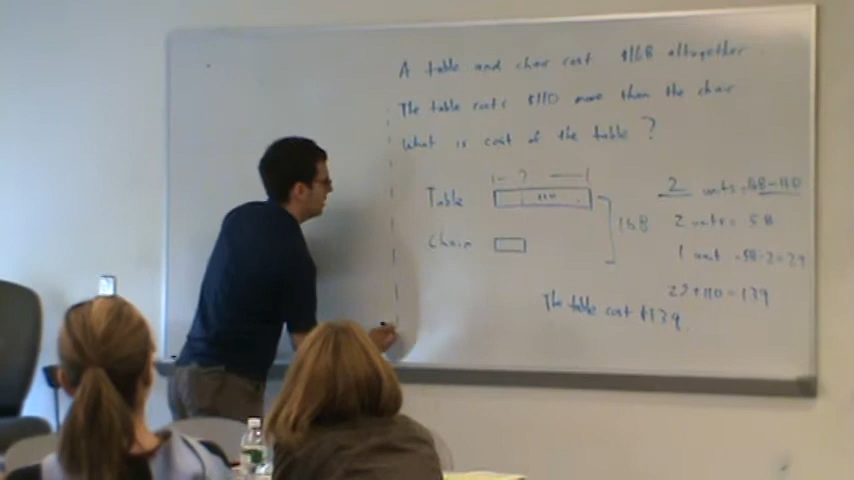 A table and chair cost $168 altogether
The table costs $110 more than the chair
What is cost of the table ?
?
Table
110
Chair
168
2 units = 168-110
2 units = 58
1 unit = 58÷2=29
29+110=139
The table cost $139.